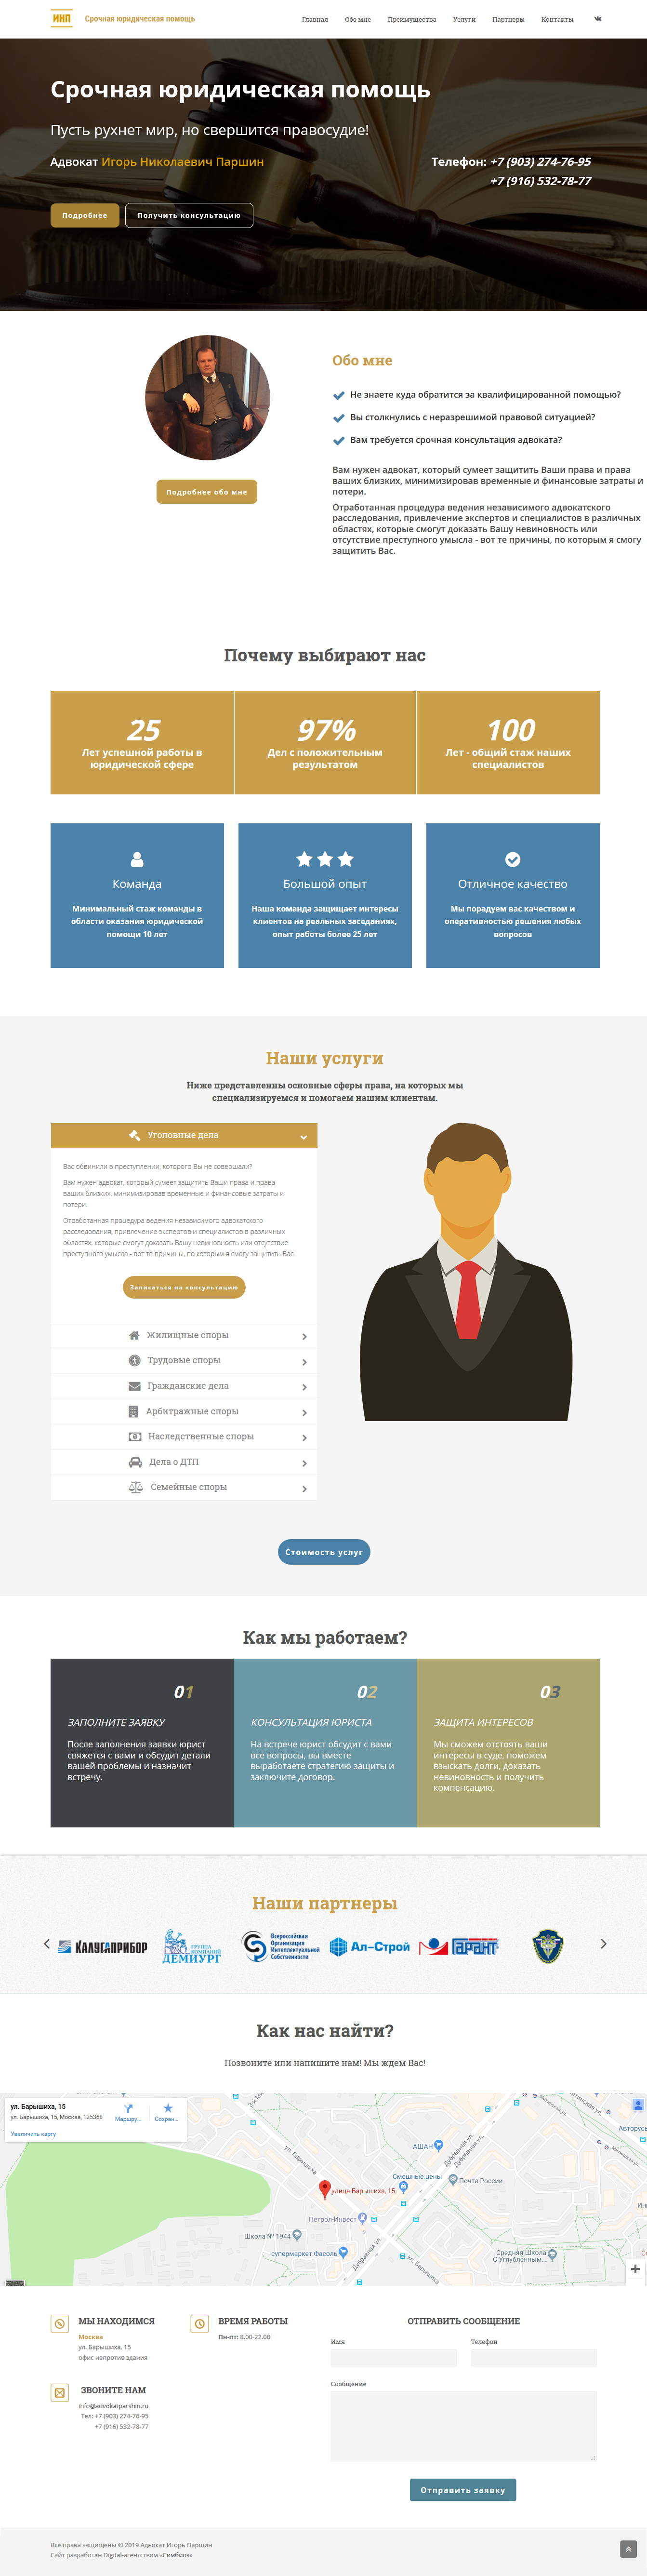 ИНП Срочная юридическая помощь
Главная Обо мне Преимущества Услуги Партнеры Контакты
Срочная юридическая помощь
Пусть рухнет мир, но свершится правосудие!
Адвокат Игорь Николаевич Паршин
Телефон: +7 (903) 274-76-95
+7 (916) 532-78-77
Подробнее
Получить консультацию
Обо мне
Не знаете куда обратится за квалифицированной помощью?
Вы столкнулись с неразрешимой правовой ситуацией?
Вам требуется срочная консультация адвоката?
Подробнее обо мне
Вам нужен адвокат, который сумеет защитить Ваши права и права
ваших близких, минимизировав временные и финансовые затраты и
потери.
Отработанная процедура ведения независимого адвокатского
расследования, привлечение экспертов и специалистов в различных
областях, которые смогут доказать Вашу невиновность или
отсутствие преступного умысла - вот те причины, по которым я смогу
защитить Вас.
Почему выбирают нас
25
Лет успешной работы в
юридической сфере
97%
Дел с положительным
результатом
100
Лет - общий стаж наших
специалистов
Команда
Минимальный стаж команды в
области оказания юридической
помощи 10 лет
Большой опыт
Наша команда защищает интересы
клиентов на реальных заседаниях,
опыт работы более 25 лет
Отличное качество
Мы порадуем вас качеством и
оперативностью решения любых
вопросов
Наши услуги
Ниже представленны основные сферы права, на которых мы
специализируемся и помогаем нашим клиентам.
Уголовные дела
Вас обвинили в преступлении, которого Вы не совершали?
Вам нужен адвокат, который сумеет защитить Ваши права и права
ваших близких, минимизировав временные и финансовые затраты и
потери.
Отработанная процедура ведения независимого адвокатского
расследования, привлечение экспертов и специалистов в различных
областях, которые смогут доказать Вашу невиновность или отсутствие
преступного умысла - вот те причины, по которым я смогу защитить Вас.
Записаться на консультацию
Жилищные споры
Трудовые споры
Гражданские дела
Арбитражные споры
Наследственные споры
Дела о ДТП
Семейные споры
Стоимость услуг
Как мы работаем?
01
ЗАПОЛНИТЕ ЗАЯВКУ
После заполнения заявки юрист
свяжется с вами и обсудит детали
вашей проблемы и назначит
встречу.
02
КОНСУЛЬТАЦИЯ ЮРИСТА
На встрече юрист обсудит с вами
все вопросы, вы вместе
выработаете стратегию защиты и
заключите договор.
03
ЗАЩИТА ИНТЕРЕСОВ
Мы сможем отстоять ваши
интересы в суде, поможем
взыскать долги, доказать
невиновность и получить
компенсацию.
Наши партнеры
КАЛУГАПРИБОР
ГРУППА
КОМПАНИЙ
ДЕМИУРГ
Всероссийская
Организация
Интеллектуальной
Собственности
Ал-Строй
ГАРАНТ
Как нас найти?
Позвоните или напишите нам! Мы ждем Вас!
ул. Барышиха, 15
ул. Барышиха, 15, Москва, 125368
Маршру...
Сохран...
Увеличить карту
ул. Барышиха
АШАН
Дубравная ул.
Дубравная ул.
Авторусь
Смешные цены
Почта России
улица Барышиха, 15
Петрол-Инвест
Школа № 1944
супермаркет Фасоль
Дубравная ул.
ул. Барышиха
Средняя Школа
С Углублённым...
МЫ НАХОДИМСЯ
Москва
ул. Барышиха, 15
офис напротив здания
ВРЕМЯ РАБОТЫ
Пн-пт: 8.00-22.00
ЗВОНИТЕ НАМ
info@advokatparshin.ru
Тел: +7 (903) 274-76-95
+7 (916) 532-78-77
ОТПРАВИТЬ СООБЩЕНИЕ
Имя
Телефон
Сообщение
Отправить заявку
Все права защищены © 2019 Адвокат Игорь Паршин
Сайт разработан Digital-агентством «Симбиоз»